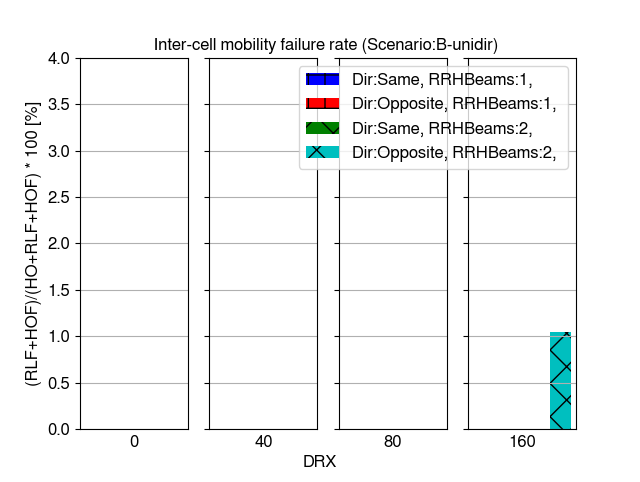 Inter-cell mobility failure rate (Scenario:B-unidir)
(RLF+HOF)/(HO+RLF+HOF) * 100 [%]
4.0
3.5
3.0
2.5
2.0
1.5
1.0
0.5
0.0
Dir:Same, RRHBeams:1,
Dir:Opposite, RRHBeams:1,
Dir:Same, RRHBeams:2,
Dir:Opposite, RRHBeams:2,
0 40 80 160
DRX